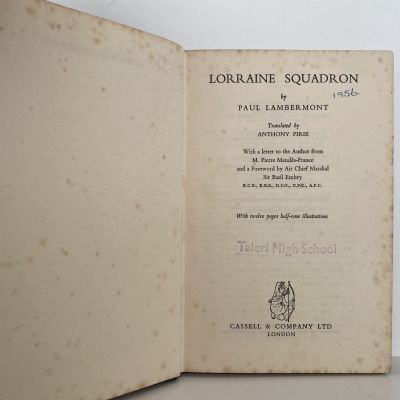 LORRAINE SQUADRON
by
1956.
PAUL LAMBERMONT
Translated by
ANTHONY PIRIE
With a letter to the Author from
M. Pierre Mendès-France
and a Foreword by Air Chief Marshal
Sir Basil Embry
K.C.B., K.B.E., D.S.O., D.F.C., A.F.C.
With twelve pages half-tone illustrations
Taieri High School
CASSELL & COMPANY LTD
LONDON